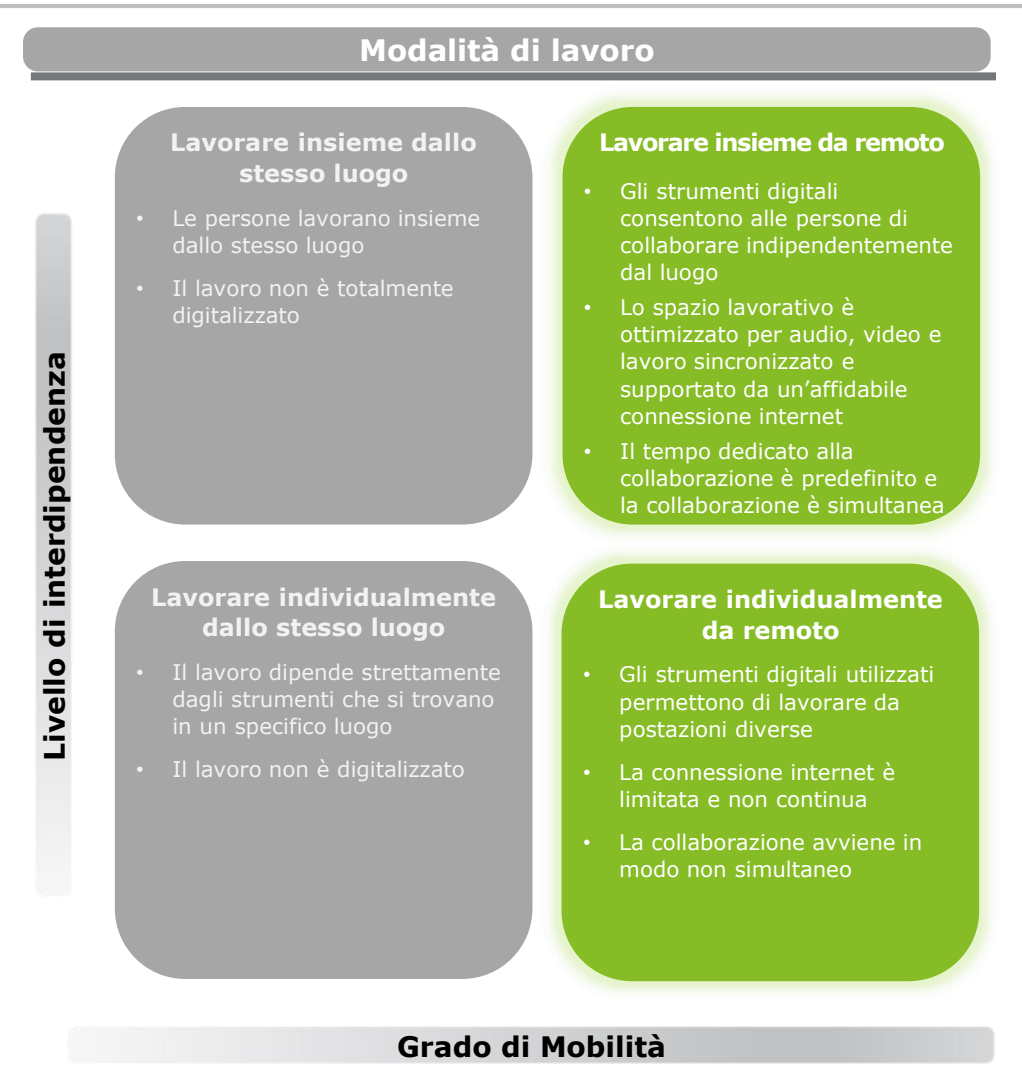 Modalità di lavoro
Lavorare insieme dallo
stesso luogo
• Le persone lavorano insieme
dallo stesso luogo
• Il lavoro non è totalmente
digitalizzato
Lavorare insieme da remoto
• Gli strumenti digitali
consentono alle persone di
collaborare indipendentemente
dal luogo
• Lo spazio lavorativo è
ottimizzato per audio, video e
lavoro sincronizzato e
supportato da un’affidabile
connessione internet
• Il tempo dedicato alla
collaborazione è predefinito e
la collaborazione è simultanea
Livello di interdipendenza
Lavorare individualmente
dallo stesso luogo
• Il lavoro dipende strettamente
dagli strumenti che si trovano
in un specifico luogo
• Il lavoro non è digitalizzato
Lavorare individualmente
da remoto
• Gli strumenti digitali utilizzati
permettono di lavorare da
postazioni diverse
• La connessione internet è
limitata e non continua
• La collaborazione avviene in
modo non simultaneo
Grado di Mobilità